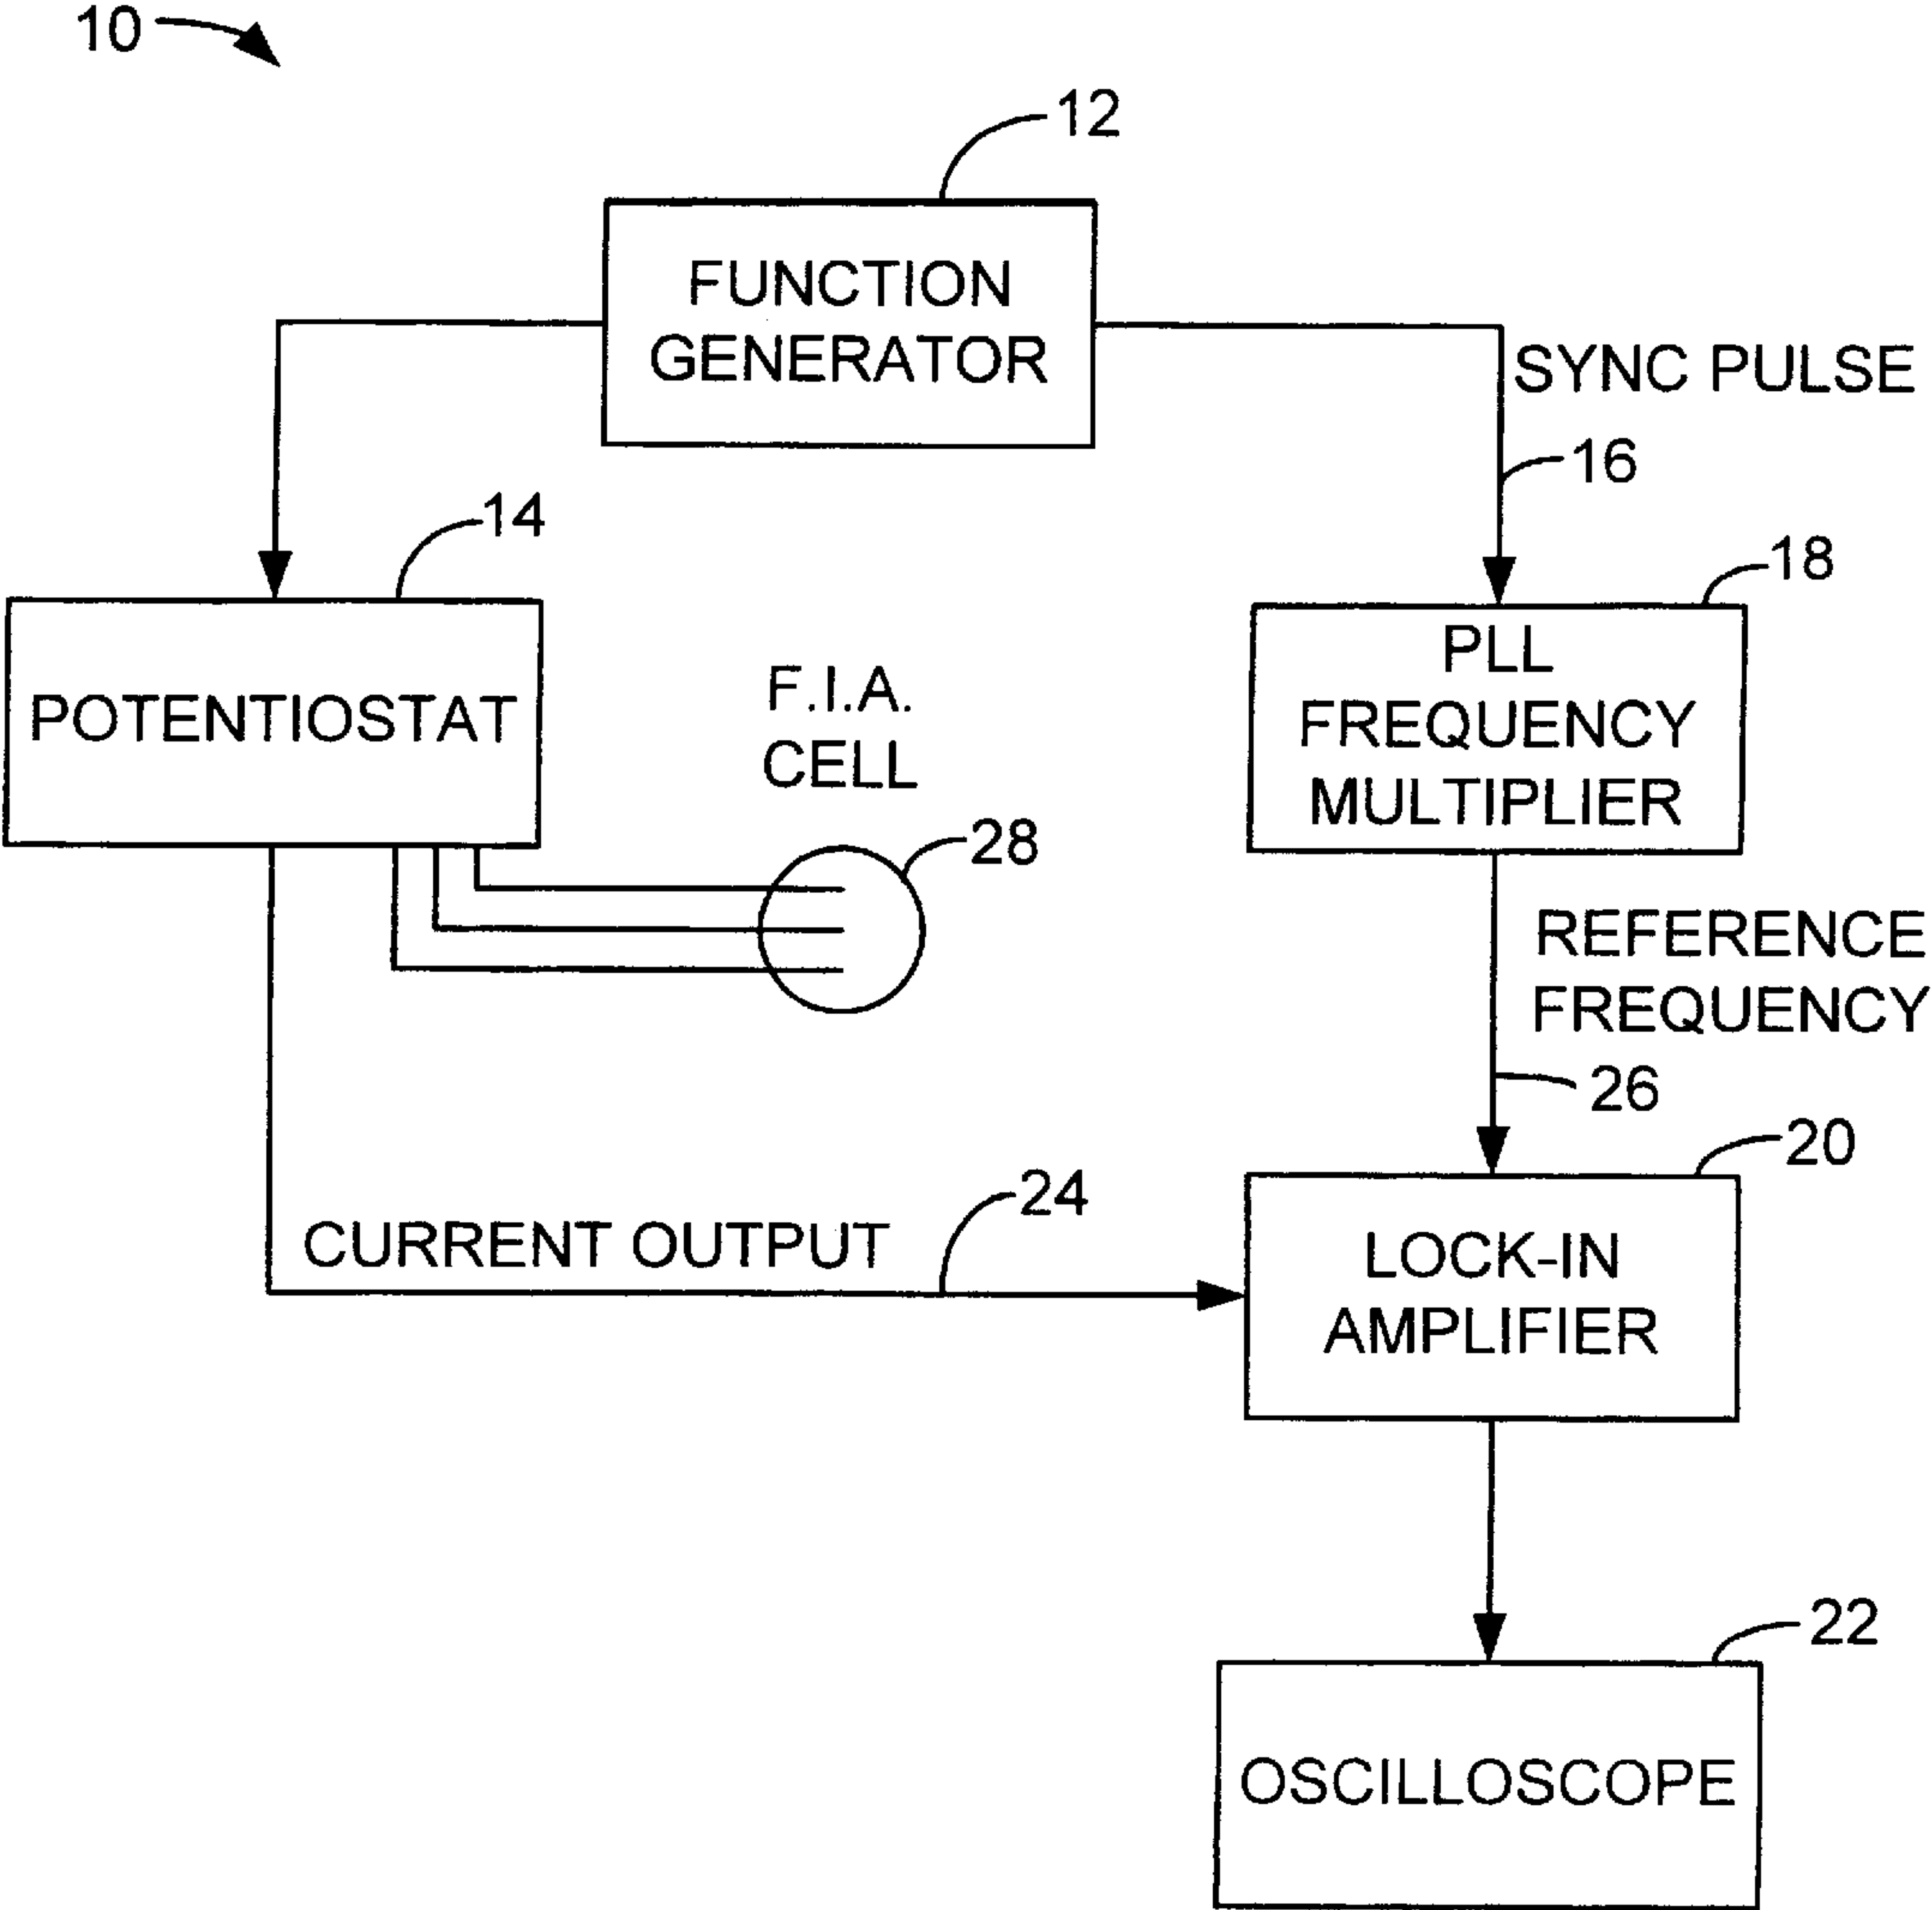 10
12
FUNCTION
GENERATOR
SYNC PULSE
16
14
18
POTENTIOSTAT
F.I.A.
CELL
28
PLL
FREQUENCY
MULTIPLIER
REFERENCE
FREQUENCY
26
20
24
CURRENT OUTPUT
LOCK-IN
AMPLIFIER
22
OSCILLOSCOPE